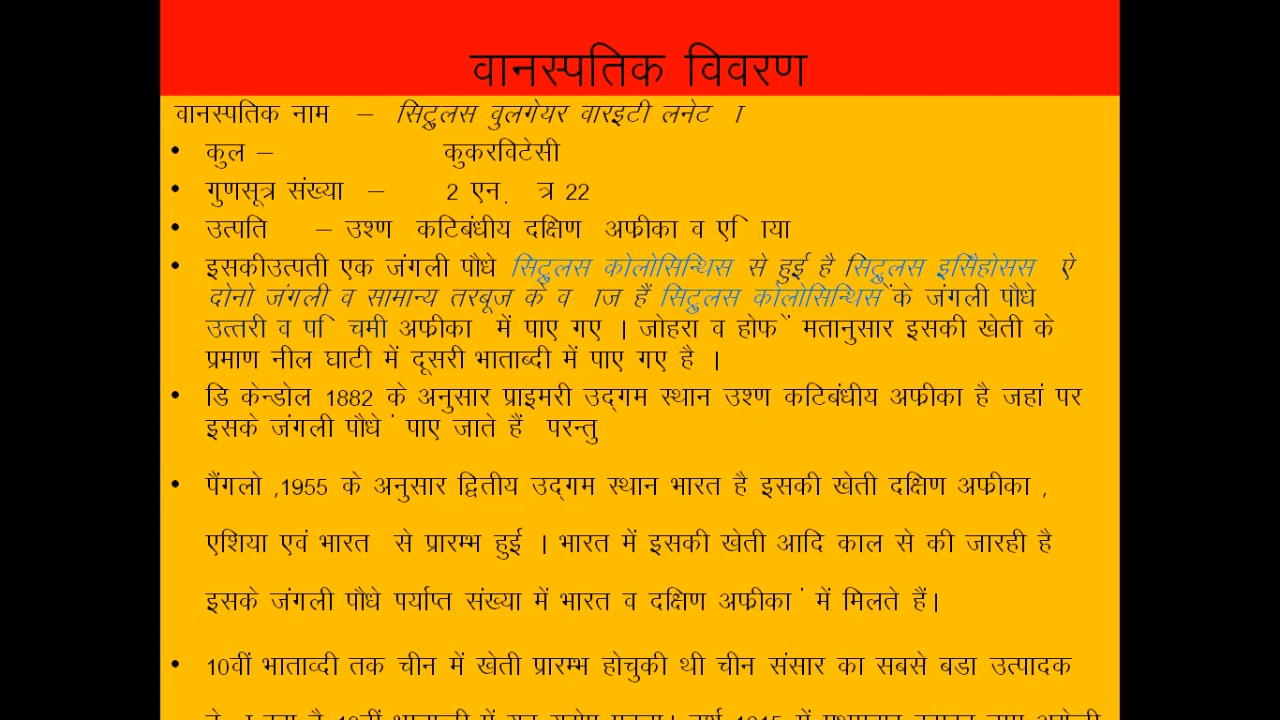 वानस्पतिक विवरण
वानस्पतिक नाम – सिट्रुलस वुलगेयर वारइटी लनेट ा
• कुल – कुकरविटेसी
• गुणसूत्र संख्या – 2 एन. त्र 22
• उत्पति – उश्ण कटिबंधीय दक्षिण अफ्रीका व एि ाया
• इसकीउत्पती एक जंगली पौधे सिट्रुलस कोलोसिन्थिस से हुई है सिट्रुलस इसिहोसस ऐ
दोनो जंगली व सामान्य तरबूज के व ाज हैं सिट्रुलस कोलोसिन्थिस के जंगली पौधे
उत्तरी व पि चमी अफ्रीका में पाए गए । जोहरा व होफ मतानुसार इसकी खेती के
प्रमाण नील घाटी में दूसरी भाताब्दी में पाए गए है ।
• डि केन्डोल 1882 के अनुसार प्राइमरी उद्गम स्थान उश्ण कटिबंधीय अफ्रीका है जहां पर
इसके जंगली पौधे पाए जाते हैं परन्तु
• पैंगलो ,1955 के अनुसार द्वितीय उद्गम स्थान भारत है इसकी खेती दक्षिण अफ्रीका ,
एशिया एवं भारत से प्रारम्भ हुई । भारत में इसकी खेती आदि काल से की जारही है
इसके जंगली पौधे पर्याप्त संख्या में भारत व दक्षिण अफ्रीका में मिलते हैं।
• 10वीं भाताव्दी तक चीन में खेती प्रारम्भ होचुकी थी चीन संसार का सबसे बडा उत्पादक